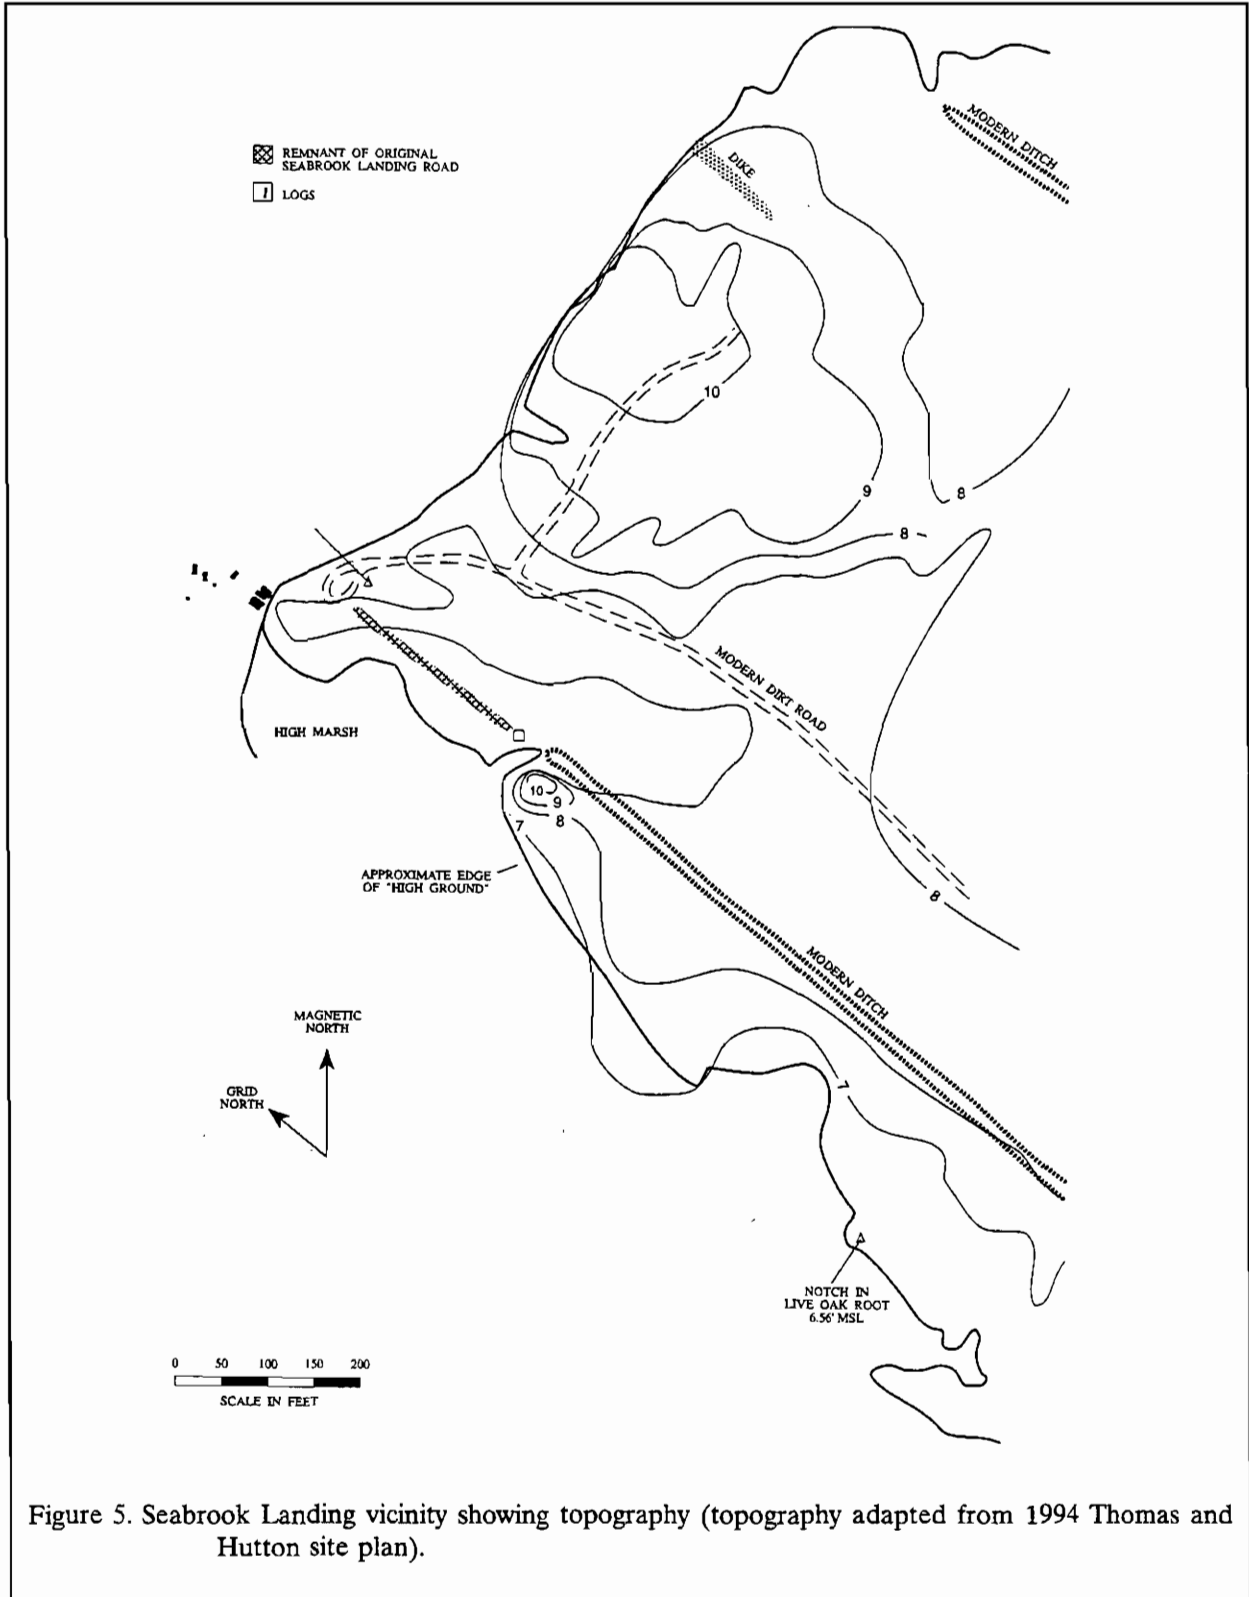 MODERN DITCH
REMNANT OF ORIGINAL
SEABROOK LANDING ROAD
1 LOGS
DIKE
10
9
8
8
MODERN DIRT ROAD
HIGH MARSH
10
9
8
7
APPROXIMATE EDGE
OF "HIGH GROUND"
8
MODERN DITCH
MAGNETIC
NORTH
GRID
NORTH
7
NOTCH IN
LIVE OAK ROOT
6.56' MSL
0 50 100 150 200
SCALE IN FEET
Figure 5. Seabrook Landing vicinity showing topography (topography adapted from 1994 Thomas and
Hutton site plan).